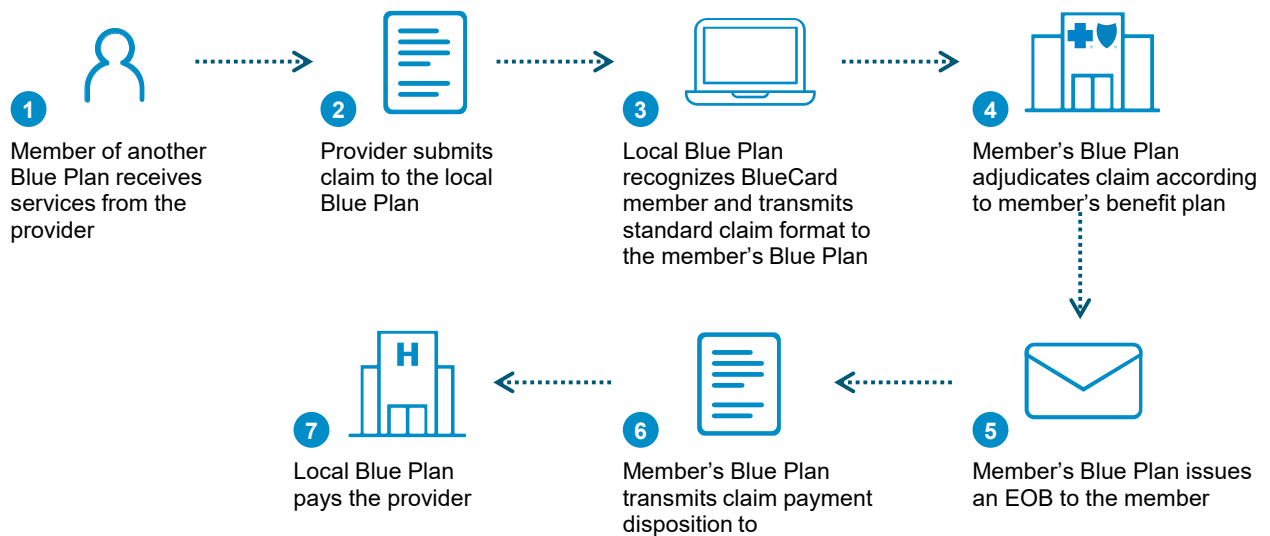 1
Member of another
Blue Plan receives
services from the
provider
2
Provider submits
claim to the local
Blue Plan
3
Local Blue Plan
recognizes BlueCard
member and transmits
standard claim format to
the member's Blue Plan
4
Member's Blue Plan
adjudicates claim according
to member's benefit plan
5
Member's Blue Plan issues
an EOB to the member
6
Member's Blue Plan
transmits claim payment
disposition to
H
7
Local Blue Plan
pays the provider